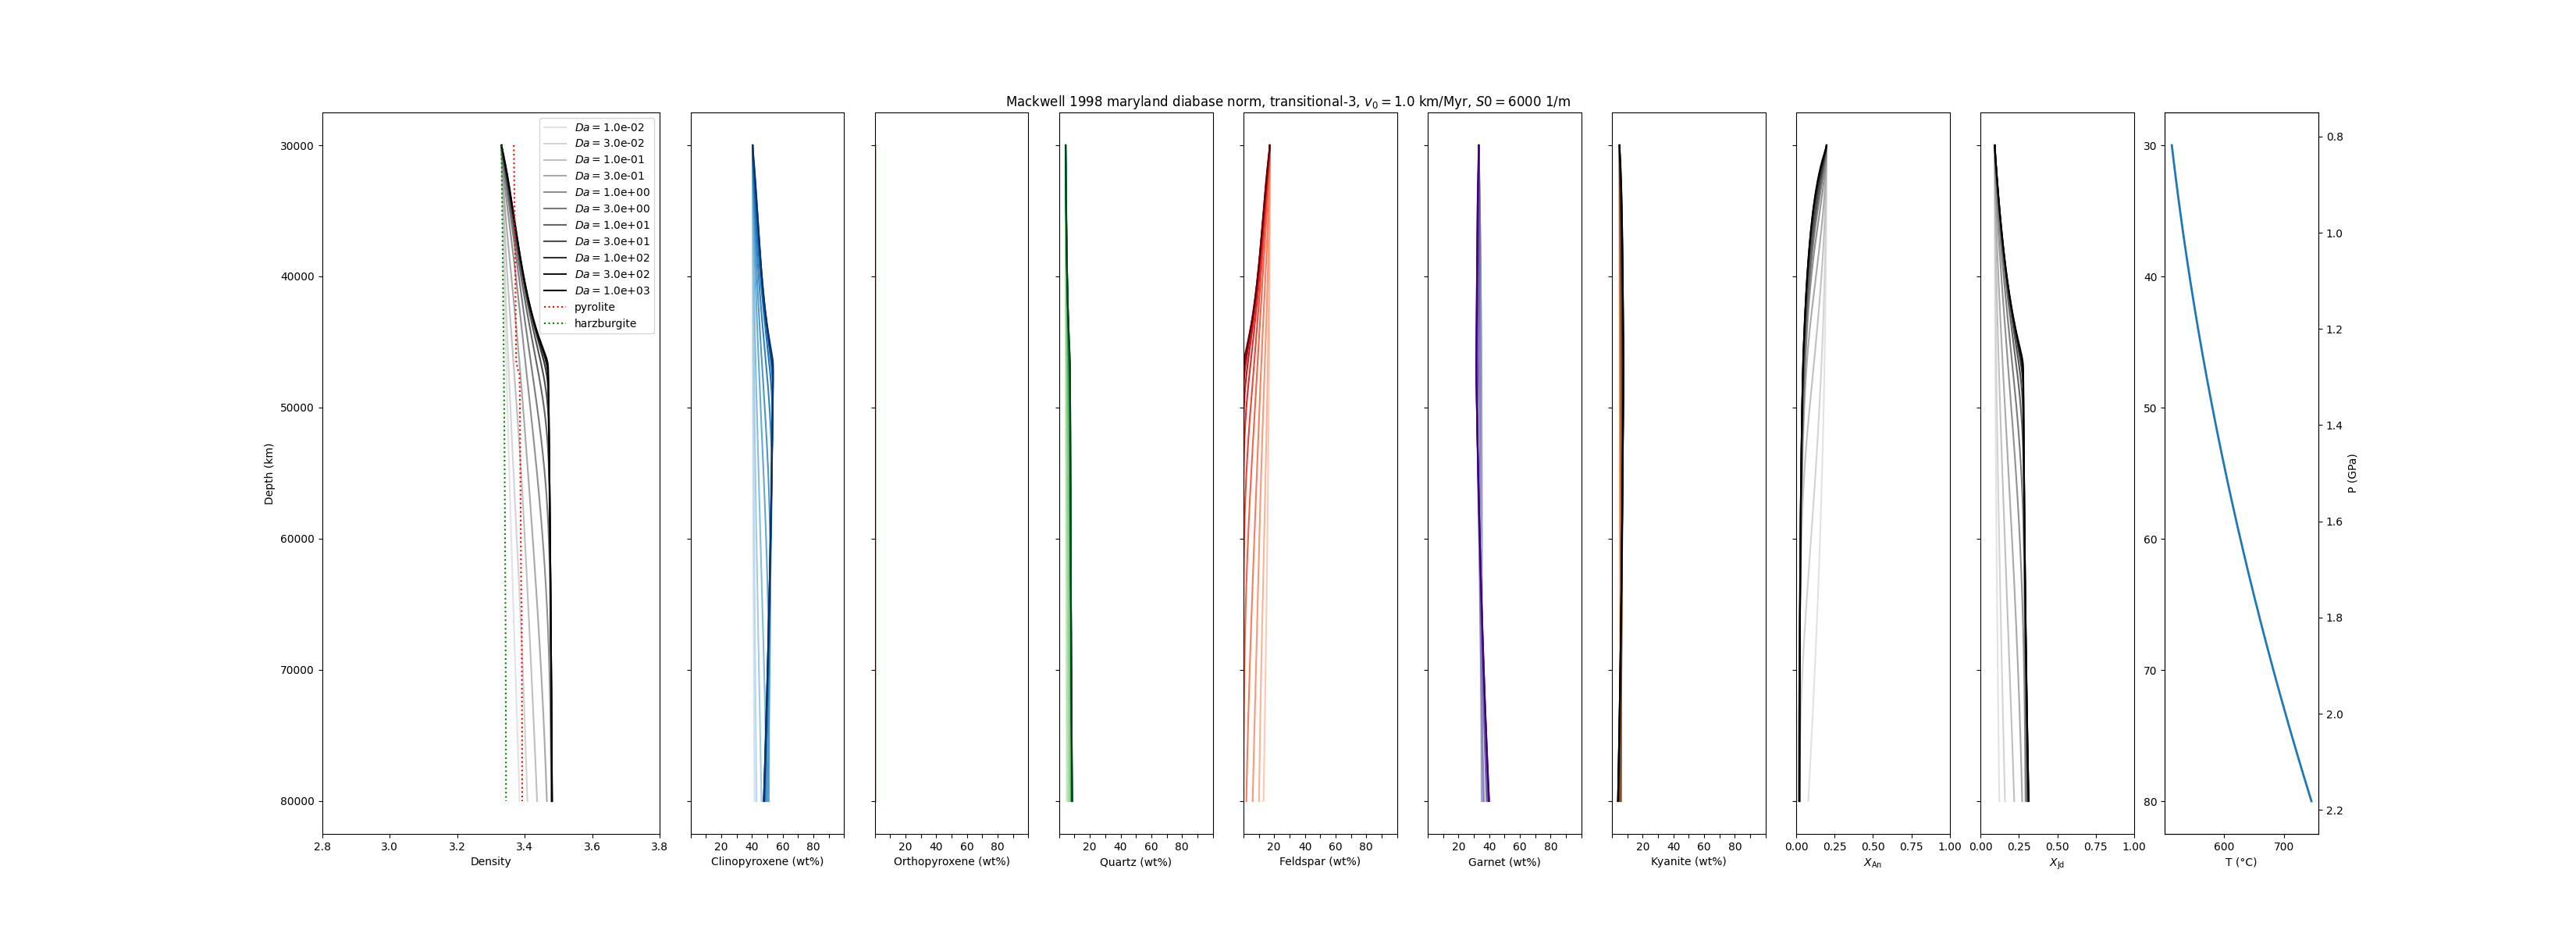 Mackwell 1998 maryland diabase norm, transitional-3, v₀ = 1.0 km/Myr, S0 = 6000 1/m
Da = 1.0e-02
Da = 3.0e-02
Da = 1.0e-01
Da = 3.0e-01
Da = 1.0e+00
Da = 3.0e+00
Da = 1.0e+01
Da = 3.0e+01
Da = 1.0e+02
Da = 3.0e+02
Da = 1.0e+03
pyrolite
harzburgite
Depth (km)
30000
40000
50000
60000
70000
80000
2.8 3.0 3.2 3.4 3.6 3.8
Density
20 40 60 80
Clinopyroxene (wt%)
20 40 60 80
Orthopyroxene (wt%)
20 40 60 80
Quartz (wt%)
20 40 60 80
Feldspar (wt%)
20 40 60 80
Garnet (wt%)
20 40 60 80
Kyanite (wt%)
0.00 0.25 0.50 0.75 1.00
X_An
0.00 0.25 0.50 0.75 1.00
X_Jd
30
40
50
60
70
80
600 700
T (°C)
0.8
1.0
1.2
1.4
1.6
1.8
2.0
2.2
P (GPa)